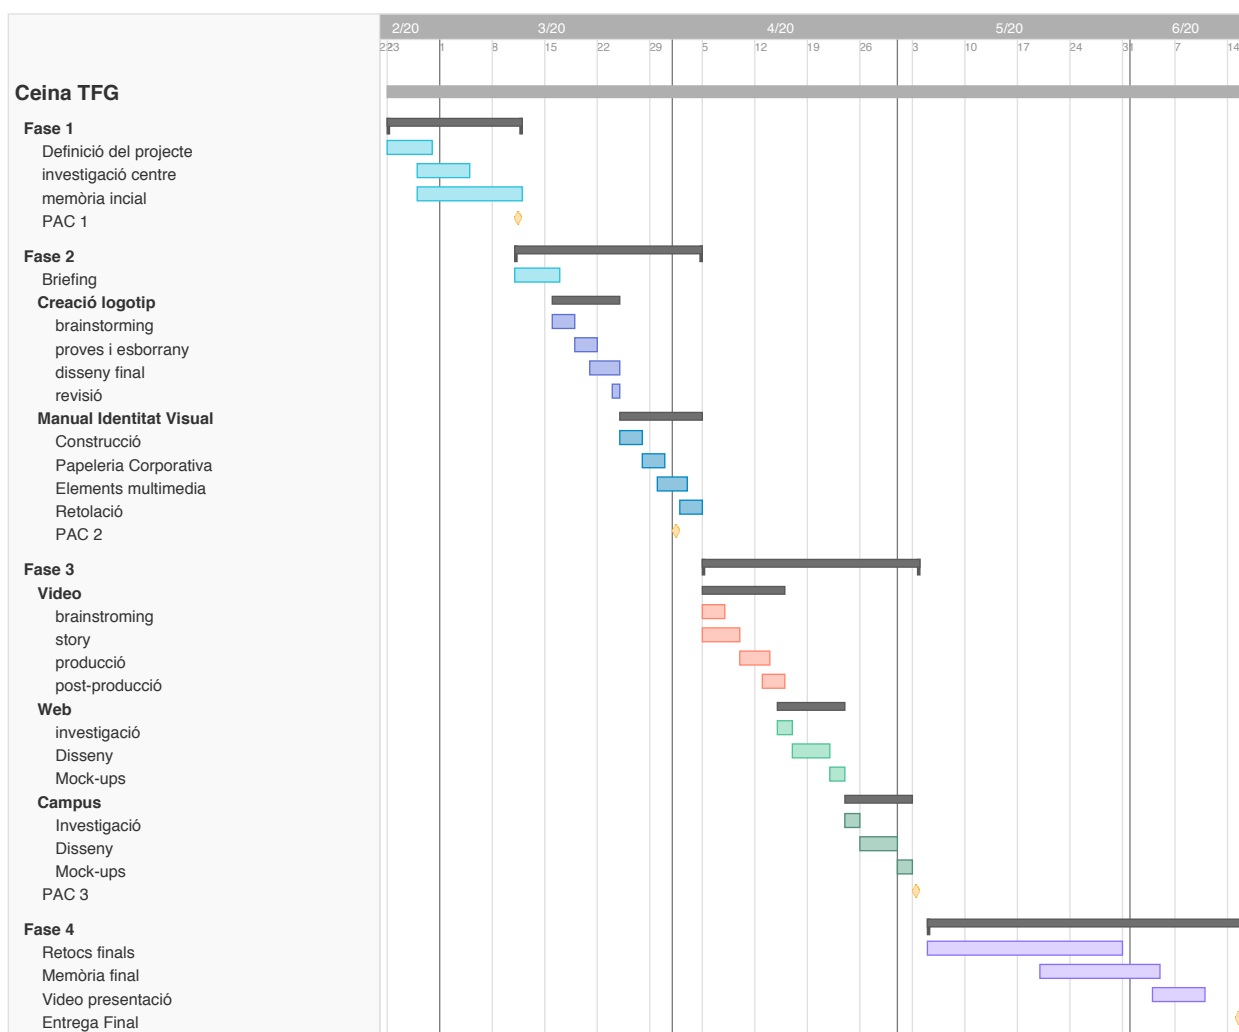 2/20 3/20 4/20 5/20 6/20
23 1 8 15 22 29 5 12 19 26 3 10 17 24 31 7 14
Ceina TFG
Fase 1
Definició del projecte
investigació centre
memòria incial
PAC 1
Fase 2
Briefing
Creació logotip
brainstorming
proves i esborrany
disseny final
revisió
Manual Identitat Visual
Construcció
Papeleria Corporativa
Elements multimedia
Retolació
PAC 2
Fase 3
Video
brainstroming
story
producció
post-producció
Web
investigació
Disseny
Mock-ups
Campus
Investigació
Disseny
Mock-ups
PAC 3
Fase 4
Retocs finals
Memòria final
Video presentació
Entrega Final